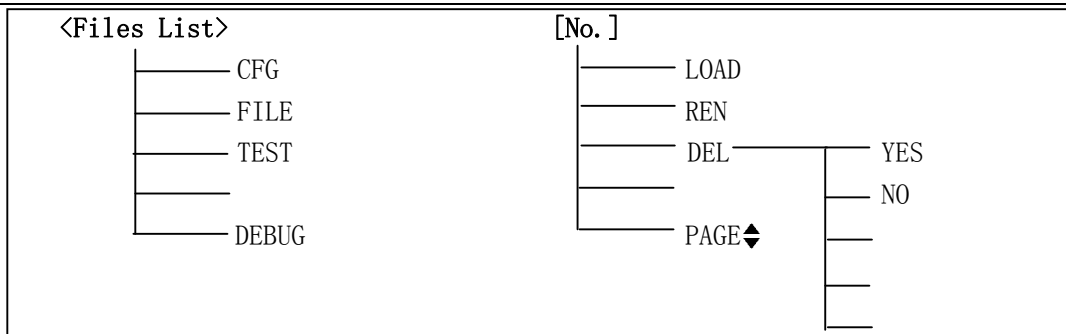 <Files List>
CFG
FILE
TEST
DEBUG
[No.]
LOAD
REN
DEL
YES
NO
PAGE